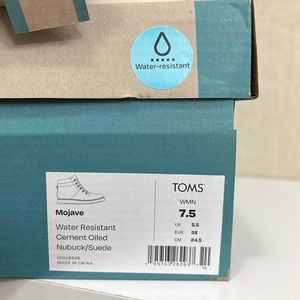 Water-resistant
Mojave
Water Resistant
Cement Oiled
Nubuck/Suede
MADE IN CHINA
TOMS
WMN
7.5
UK 5.5
EUR 38
CM 24.5